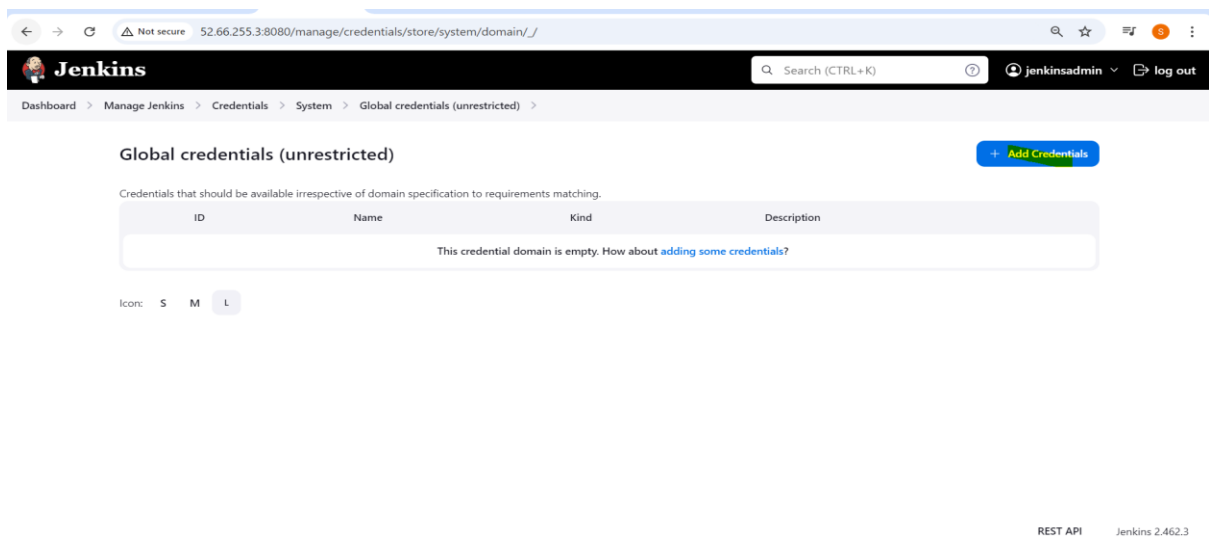 Not secure 52.66.255.3:8080/manage/credentials/store/system/domain/_/
S
Jenkins
Search (CTRL+K)
jenkinsadmin
log out
Dashboard > Manage Jenkins > Credentials > System > Global credentials (unrestricted) >
Global credentials (unrestricted)
+ Add Credentials
Credentials that should be available irrespective of domain specification to requirements matching.
ID Name Kind Description
This credential domain is empty. How about adding some credentials?
Icon: S M L
REST API Jenkins 2.462.3